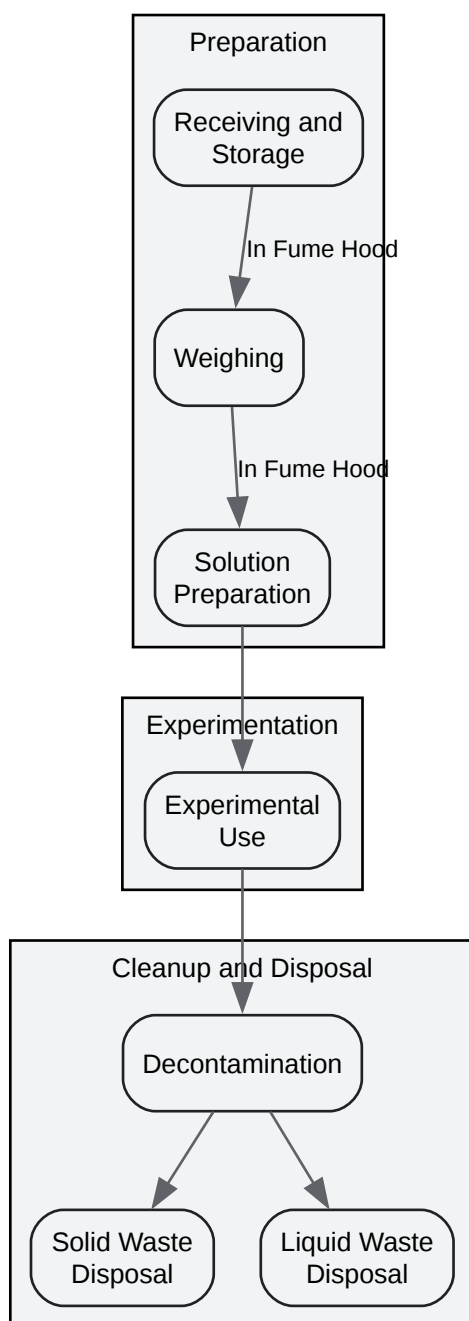 Preparation
Receiving and
Storage
In Fume Hood
Weighing
In Fume Hood
Solution
Preparation
Experimentation
Experimental
Use
Cleanup and Disposal
Decontamination
Solid Waste
Disposal
Liquid Waste
Disposal